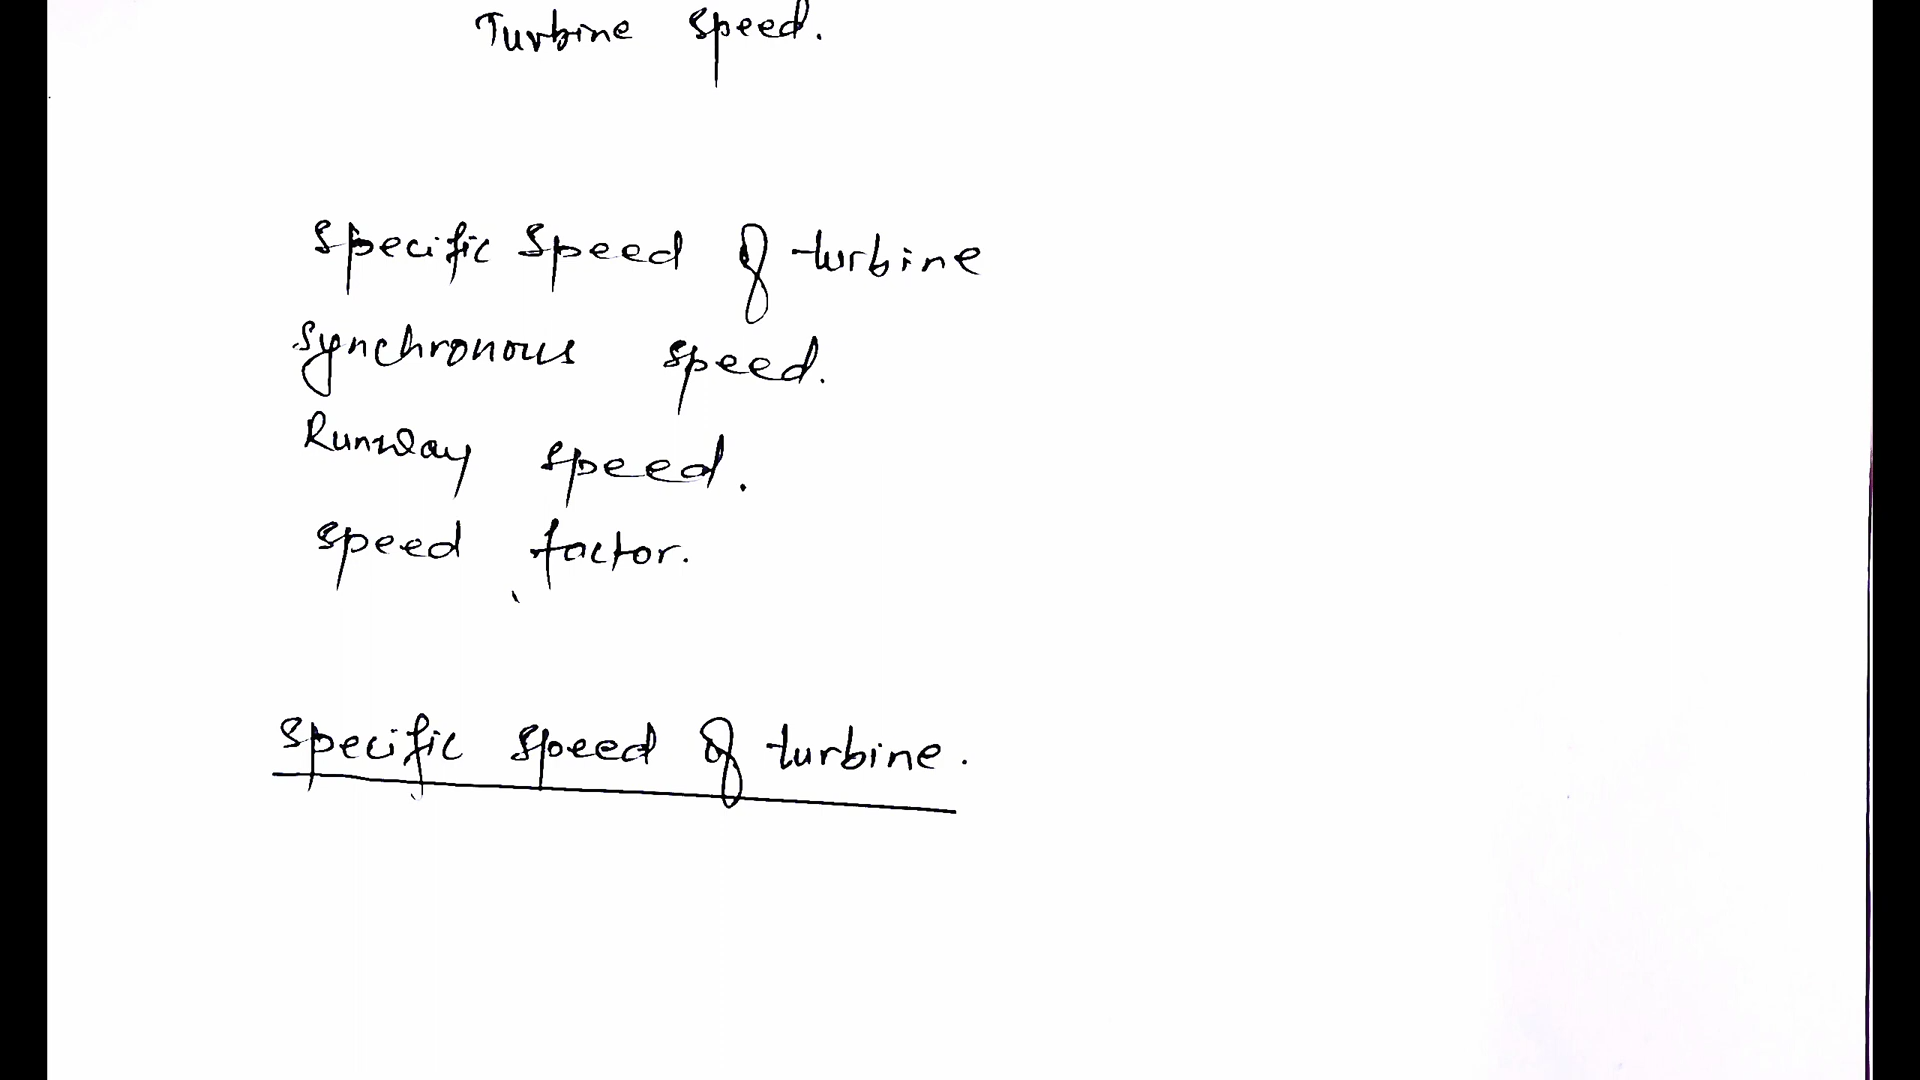 Turbine speed.
Specific speed of turbine
Synchronous speed.
Runway speed.
speed factor.
Specific speed of turbine.